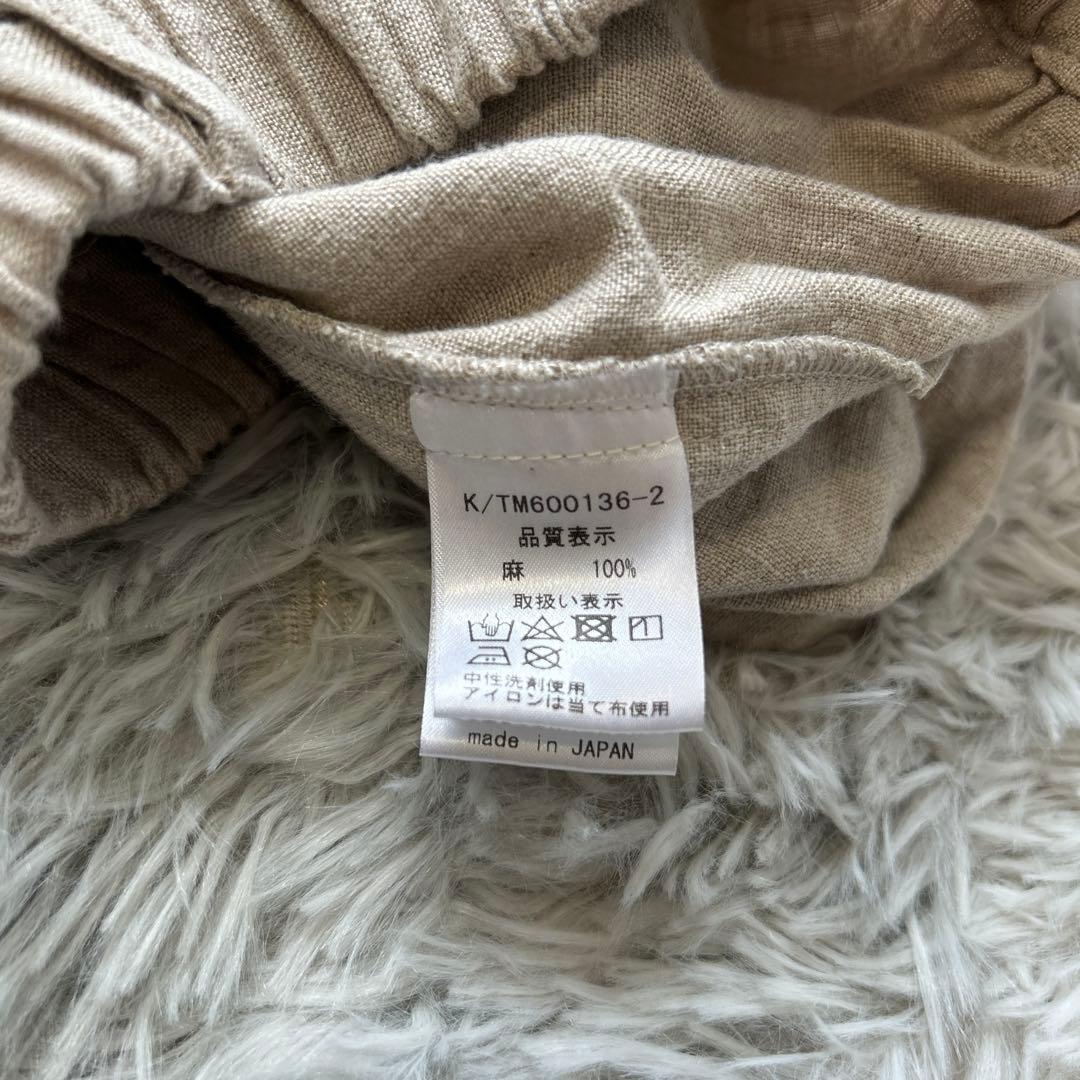 K/TM600136-2
品質表示
麻 100%
取扱い表示
中性洗剤使用
アイロンは当て布使用
made in JAPAN